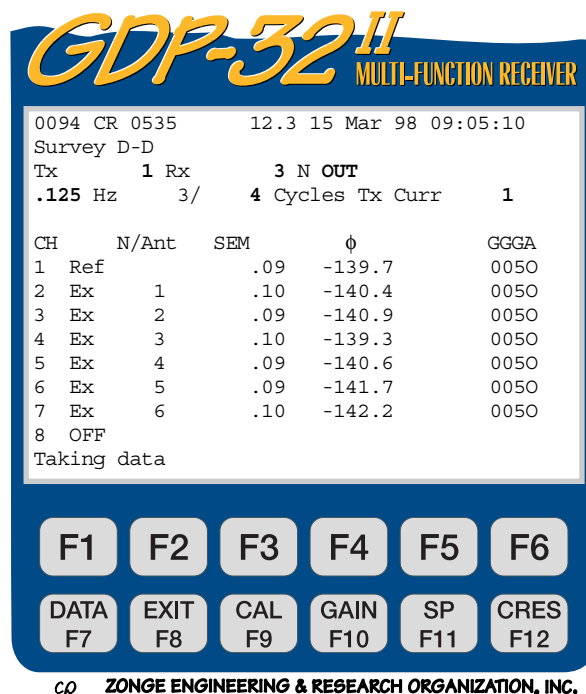 GDP-32 II
MULTI-FUNCTION RECEIVER
0094 CR 0535 12.3 15 Mar 98 09:05:10
Survey D-D
Tx 1 Rx 3 N OUT
.125 Hz 3/ 4 Cycles Tx Curr 1
CH N/Ant SEM ϕ GGGA
1 Ref .09 -139.7 005O
2 Ex 1 .10 -140.4 005O
3 Ex 2 .09 -140.9 005O
4 Ex 3 .10 -139.3 005O
5 Ex 4 .09 -140.6 005O
6 Ex 5 .09 -141.7 005O
7 Ex 6 .10 -142.2 005O
8 OFF
Taking data
F1 F2 F3 F4 F5 F6
DATA EXIT CAL GAIN SP CRES
F7 F8 F9 F10 F11 F12
ZONGE ENGINEERING & RESEARCH ORGANIZATION, INC.